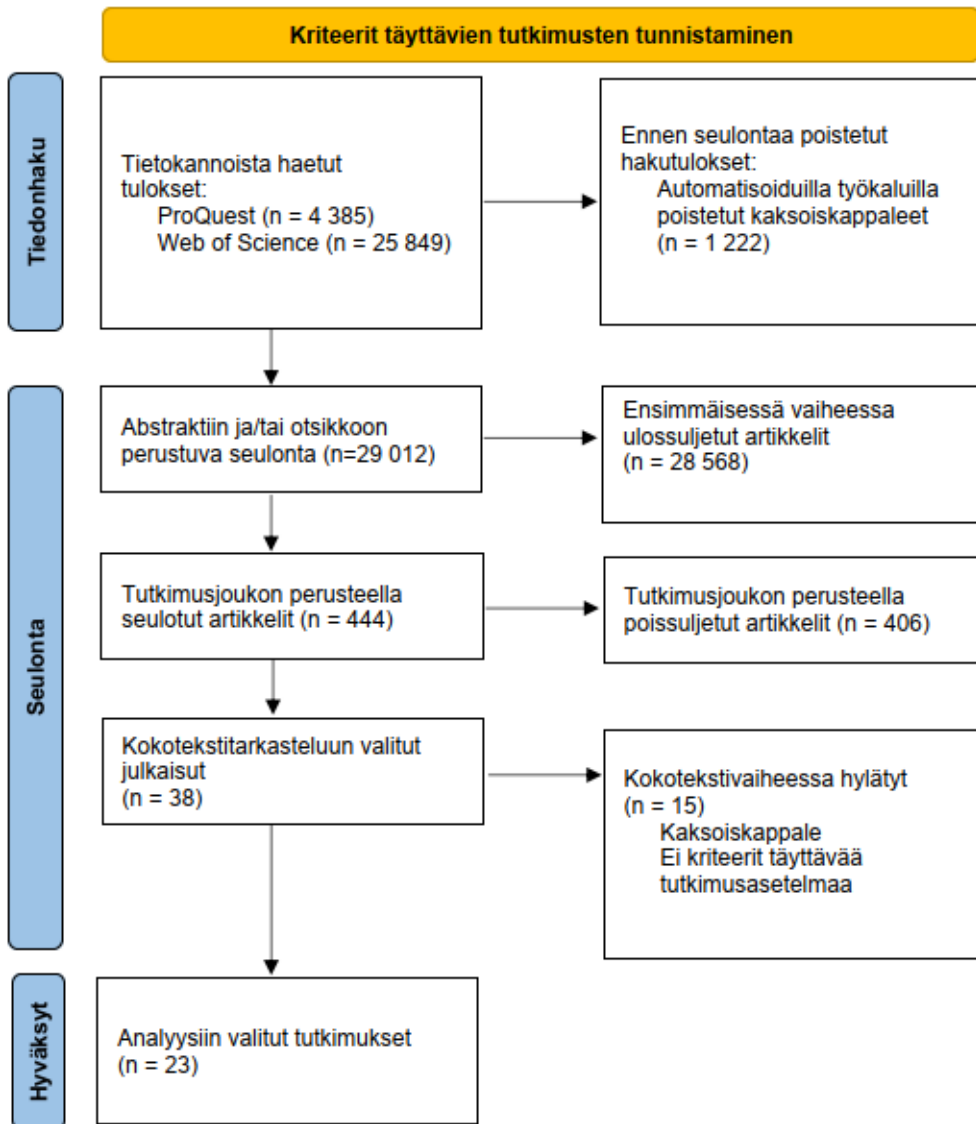 Kriteerit täyttävien tutkimusten tunnistaminen
Tiedonhaku
Tietokannoista haetut
tulokset:
ProQuest (n = 4 385)
Web of Science (n = 25 849)
Ennen seulontaa poistetut
hakutulokset:
Automatisoiduilla työkaluilla
poistetut kaksoiskappaleet
(n = 1 222)
Seulonta
Abstraktiin ja/tai otsikkoon
perustuva seulonta (n=29 012)
Ensimmäisessä vaiheessa
ulossuljetut artikkelit
(n = 28 568)
Tutkimusjoukon perusteella
seulotut artikkelit (n = 444)
Tutkimusjoukon perusteella
poissuljetut artikkelit (n = 406)
Kokotekstitarkasteluun valitut
julkaisut
(n = 38)
Kokotekstivaiheessa hylätyt
(n = 15)
Kaksoiskappale
Ei kriteerit täyttävää
tutkimusasetelmaa
Hyväksyt
Analyysiin valitut tutkimukset
(n = 23)